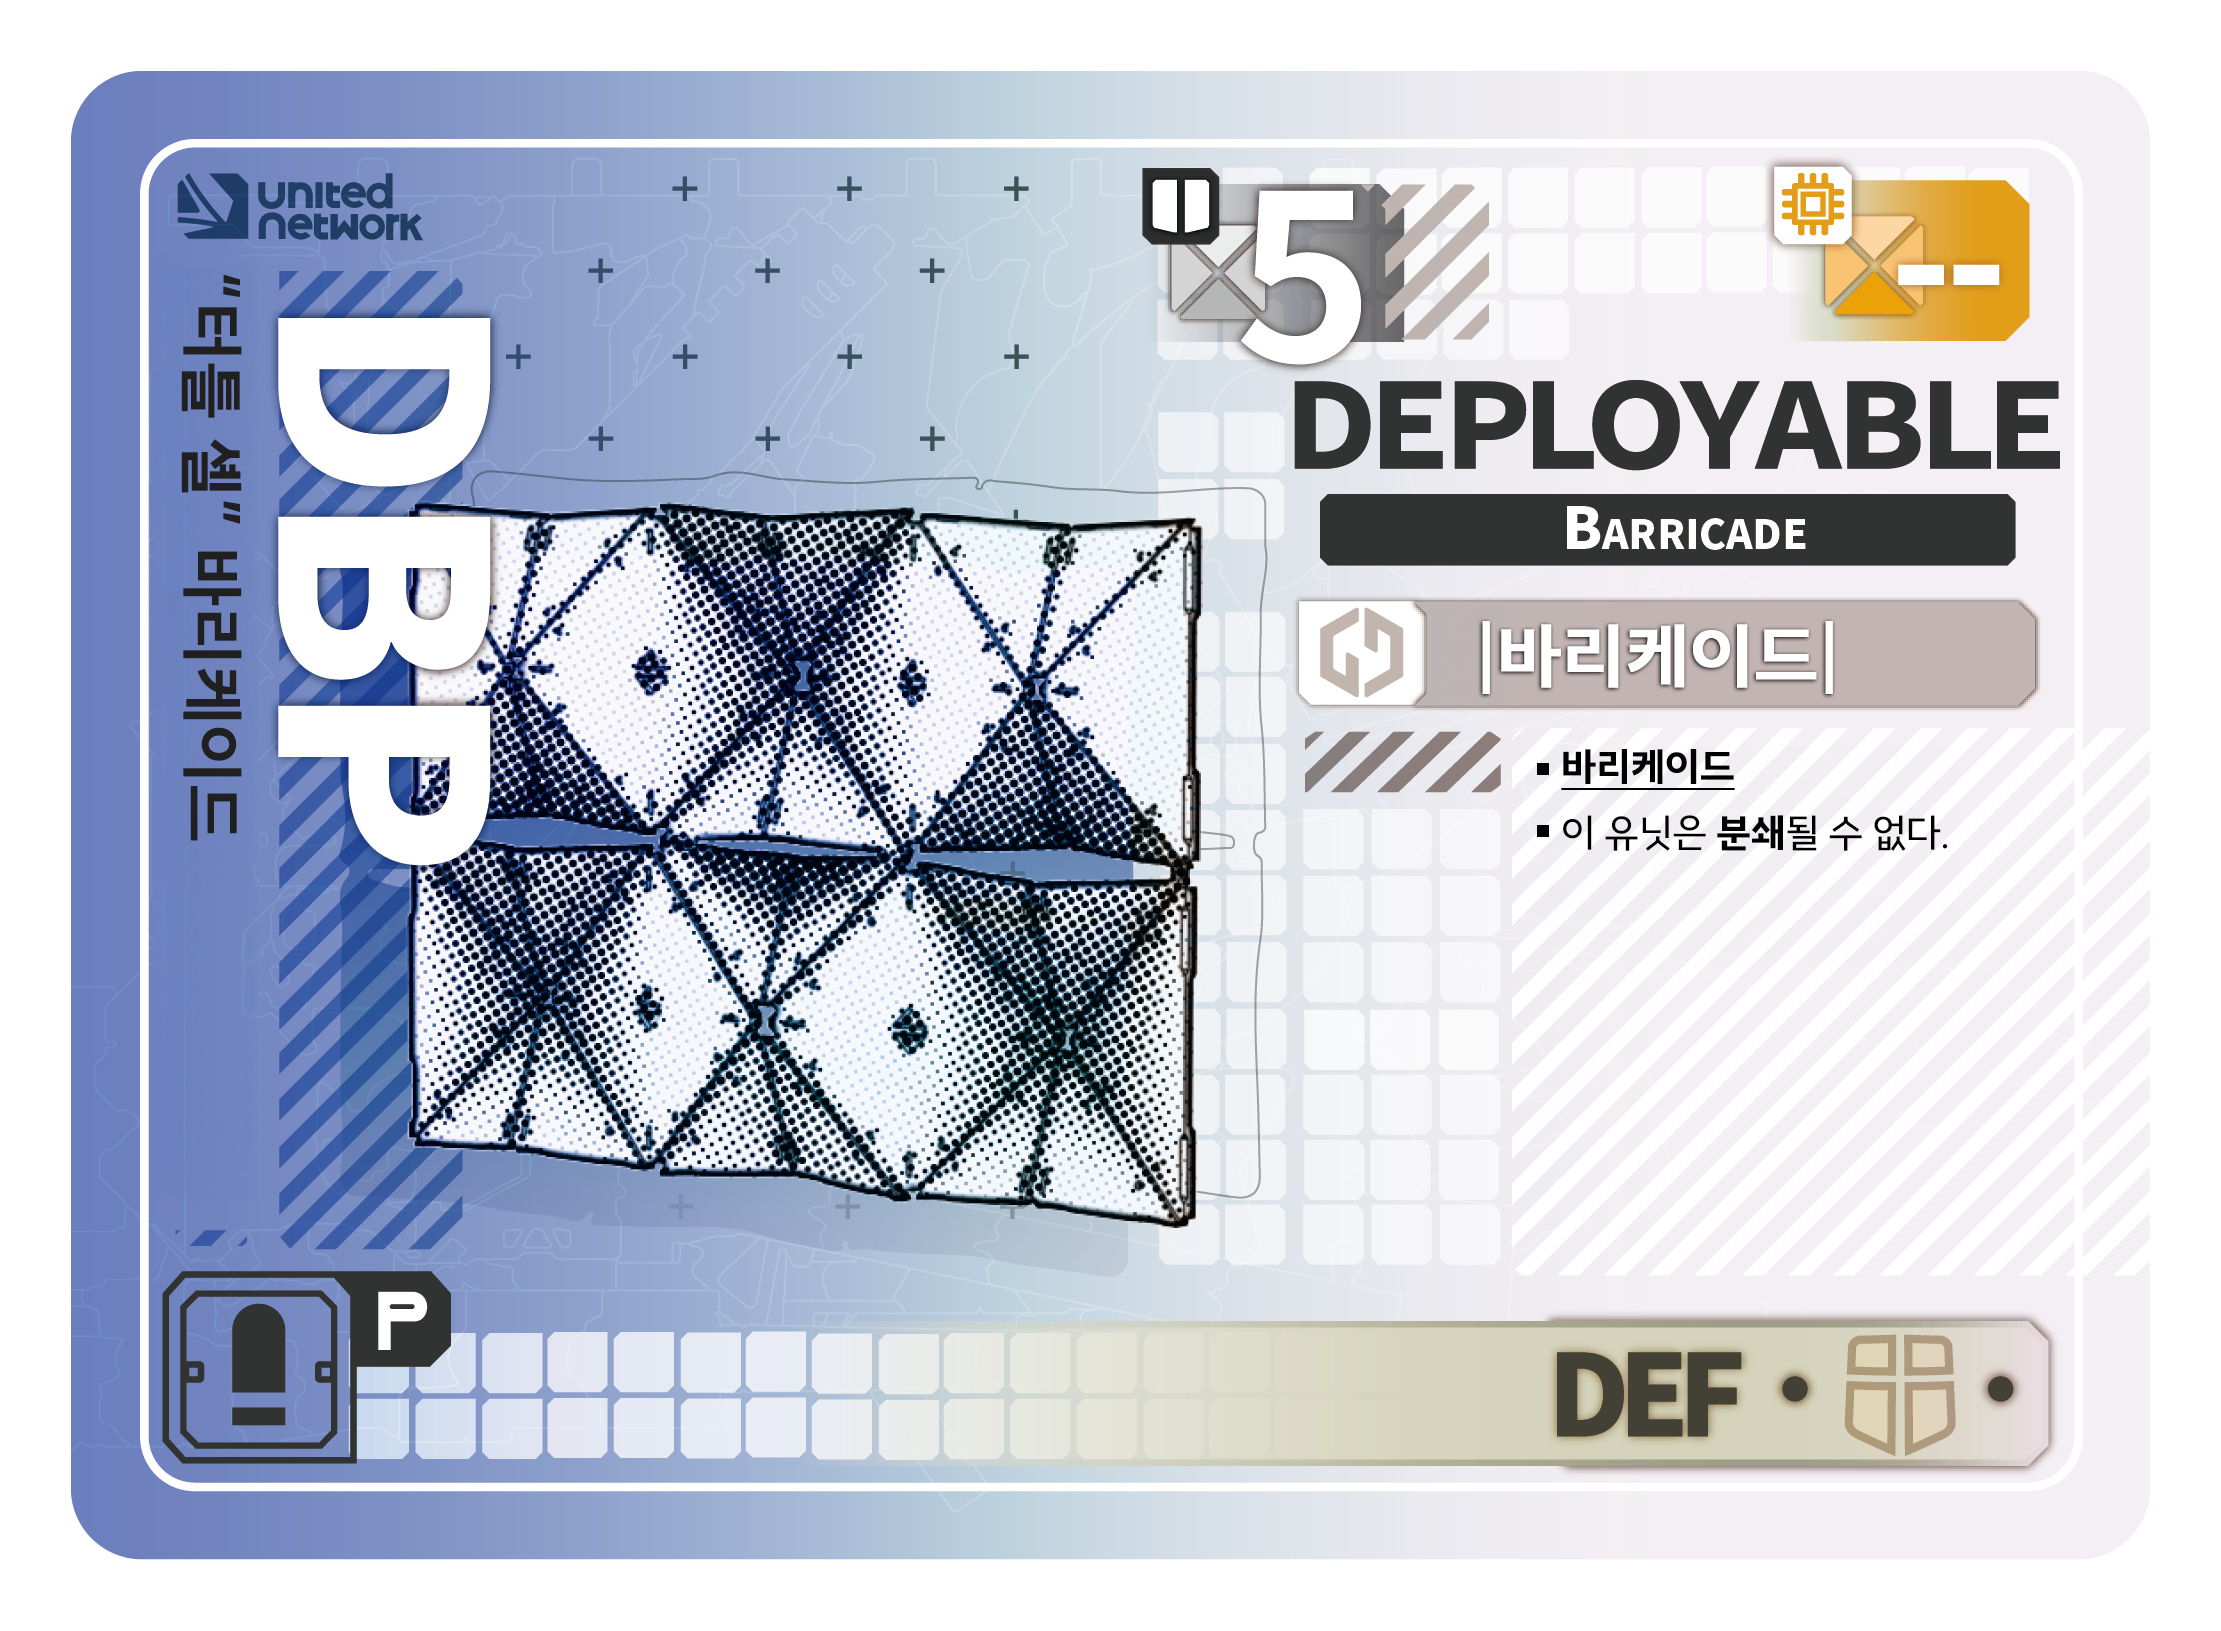 united
network
"터틀 쉘" 바리케이드
DBP
5
--
DEPLOYABLE
BARRICADE
|바리케이드|
▪ 바리케이드
▪ 이 유닛은 분쇄될 수 없다.
P
DEF • •